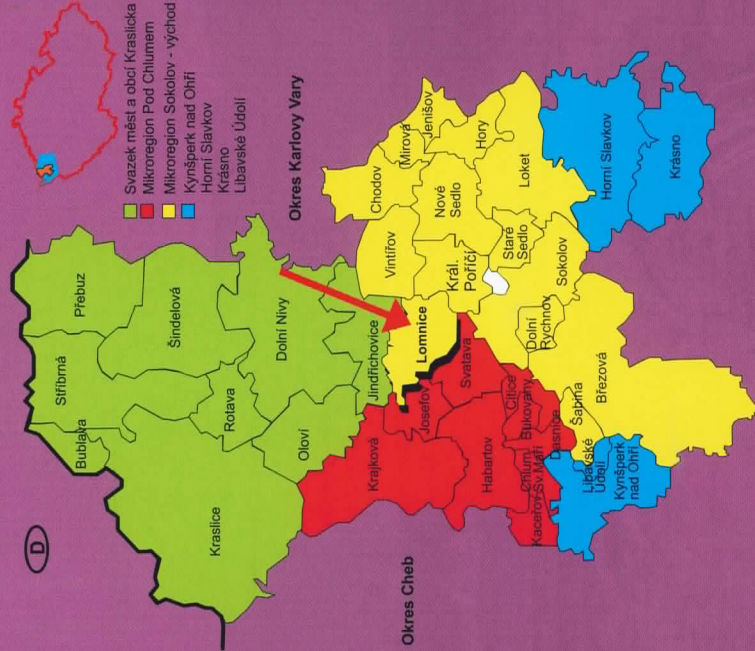 D
Svazek měst a obcí Kraslicka
Mikroregion Pod Chlumem
Mikroregion Sokolov - východ
Kynšperk nad Ohří
Horní Slavkov
Krásno
Libavské Údolí
Bublava
Stříbrná
Přebuz
Kraslice
Rotava
Šindelová
Oloví
Dolní Nivy
Okres Karlovy Vary
Jindřichovice
Krajková
Josefov
Lomnice
Vintířov
Chodov
Mírová
Jenišov
Okres Cheb
Habartov
Svatava
Král.
Poříčí
Nové
Sedlo
Hory
Citice
Bukovany
Chlum
Sv.Maří
Kaceřov
Dasnice
Dolní
Rychnov
Sokolov
Staré
Sedlo
Loket
Šabina
Březová
Libavské
Údolí
Kynšperk
nad Ohří
Horní Slavkov
Krásno